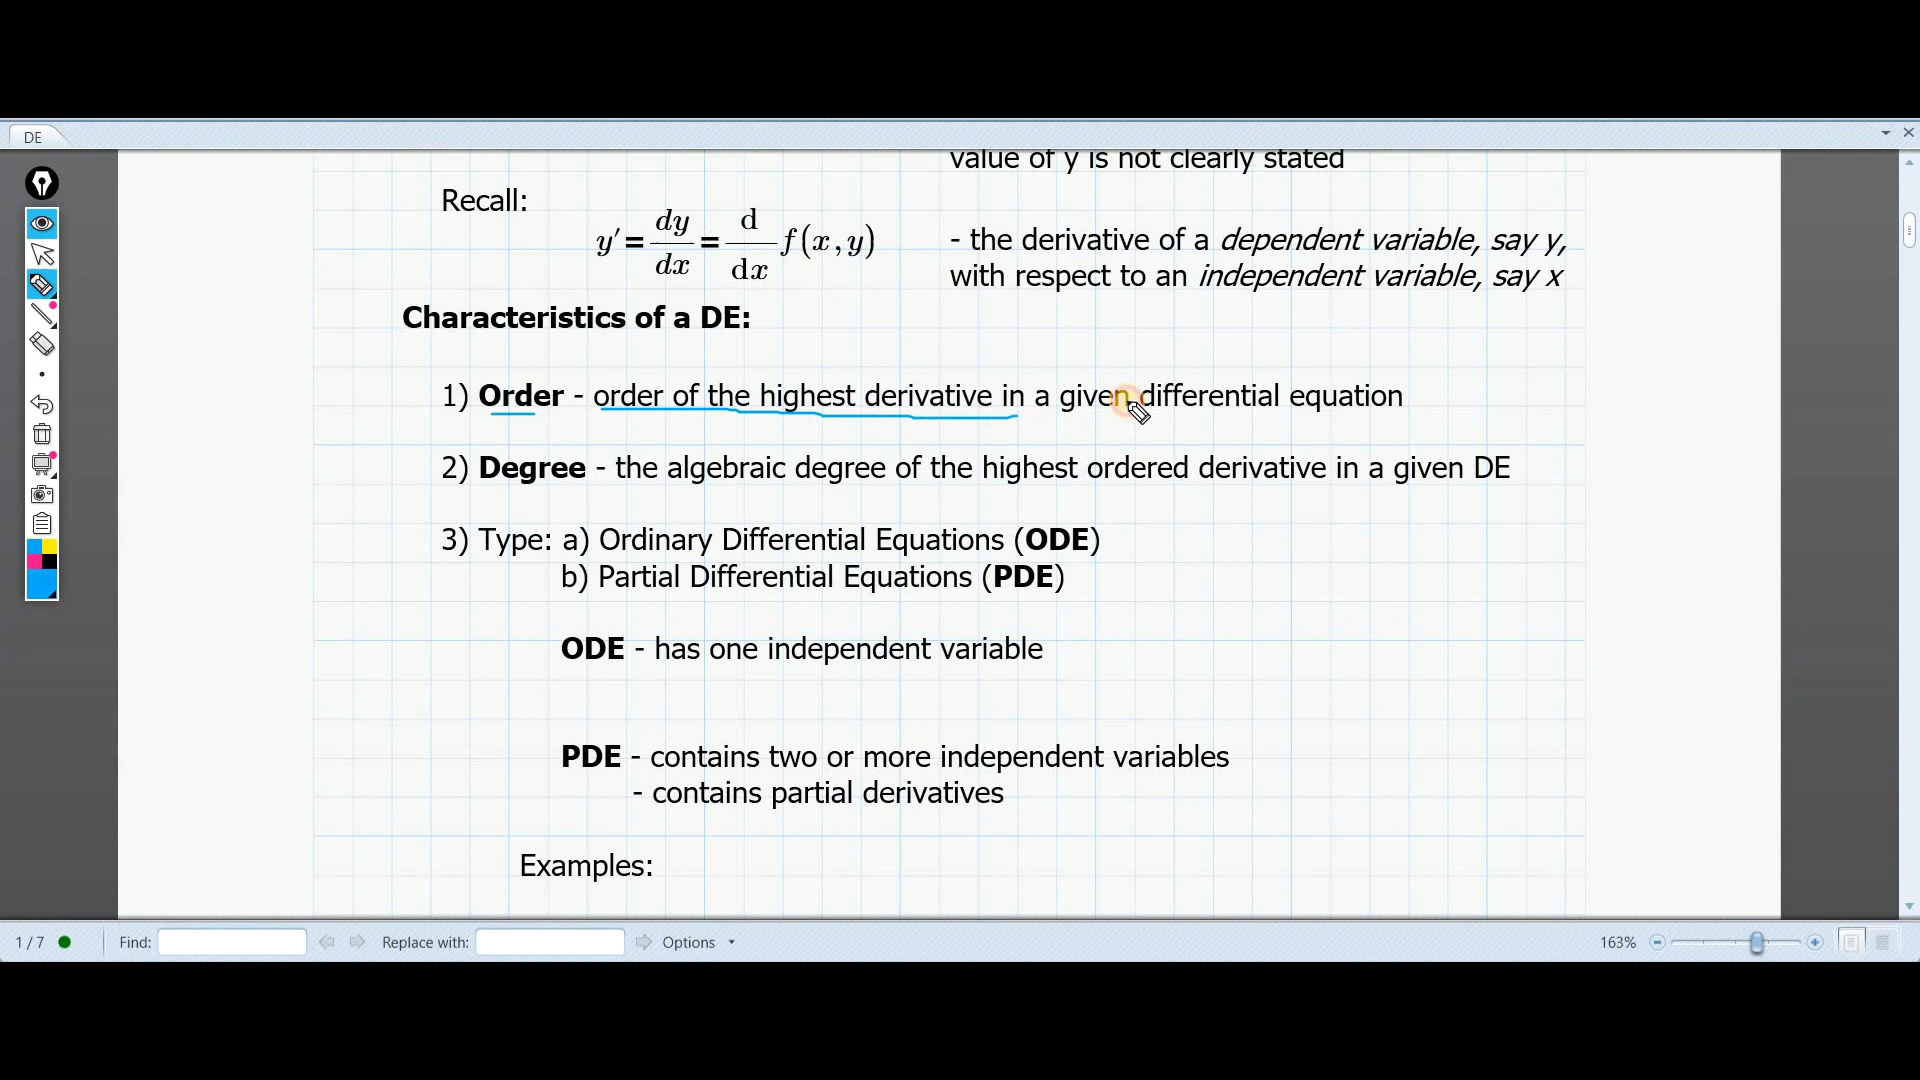 DE
value of y is not clearly stated
Recall:
y′ = dy/dx = d/dx f(x, y)
- the derivative of a dependent variable, say y,
with respect to an independent variable, say x
Characteristics of a DE:
1) Order - order of the highest derivative in a given differential equation
2) Degree - the algebraic degree of the highest ordered derivative in a given DE
3) Type: a) Ordinary Differential Equations (ODE)
b) Partial Differential Equations (PDE)
ODE - has one independent variable
PDE - contains two or more independent variables
- contains partial derivatives
Examples:
1 / 7 Find: Replace with: Options 163%